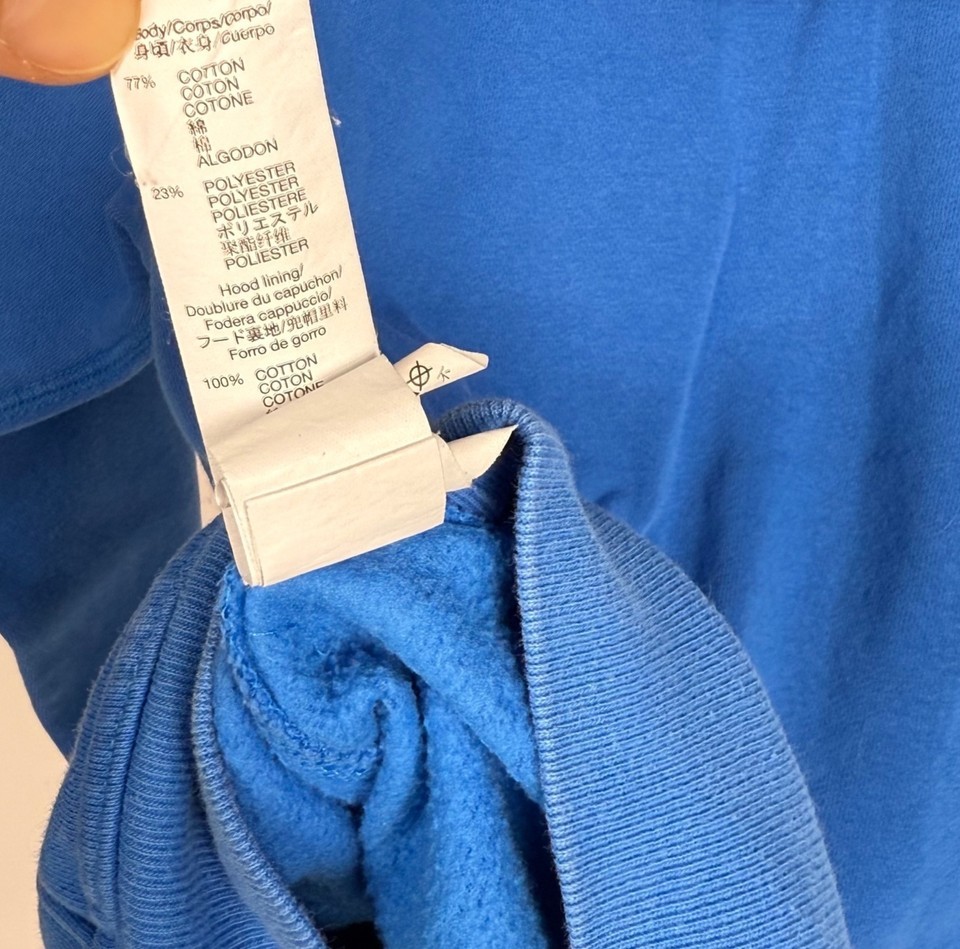 ody/Corps/corpo/
身頃/衣身/cuerpo
77% COTTON
COTON
COTONE
綿
棉
ALGODON
23% POLYESTER
POLYESTER
POLIESTERE
ポリエステル
聚酯纤维
POLIESTER
Hood lining/
Doublure du capuchon/
Fodera cappuccio/
フード裏地/兜帽里料
Forro de gorro
100% COTTON
COTON
COTONE